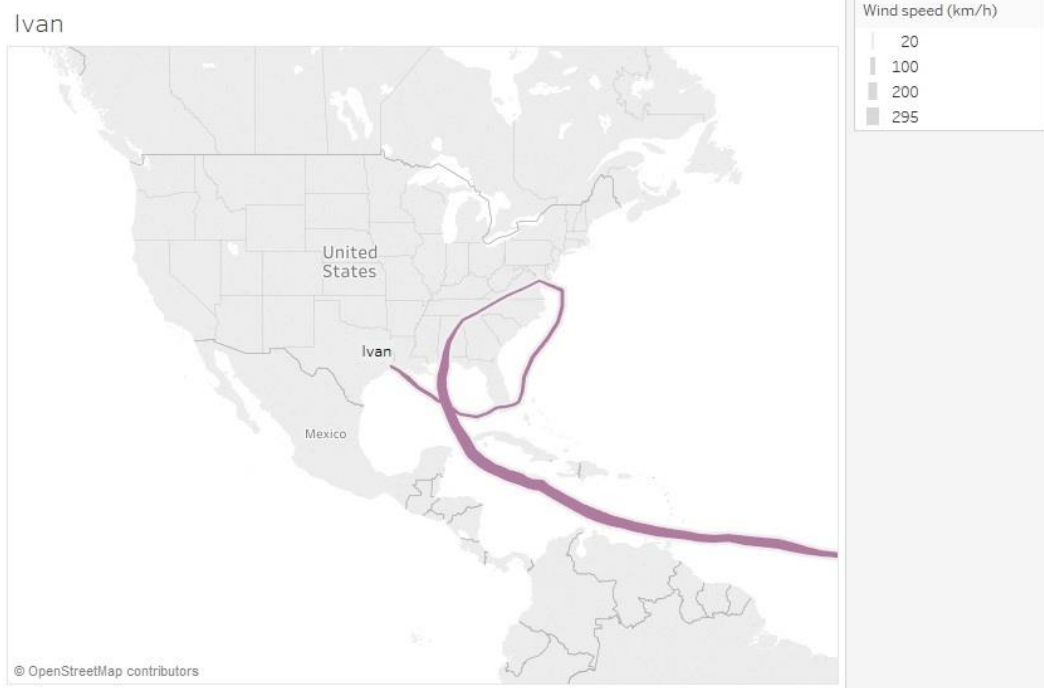 Ivan
Wind speed (km/h)
20
100
200
295
United
States
Ivan
Mexico
© OpenStreetMap contributors